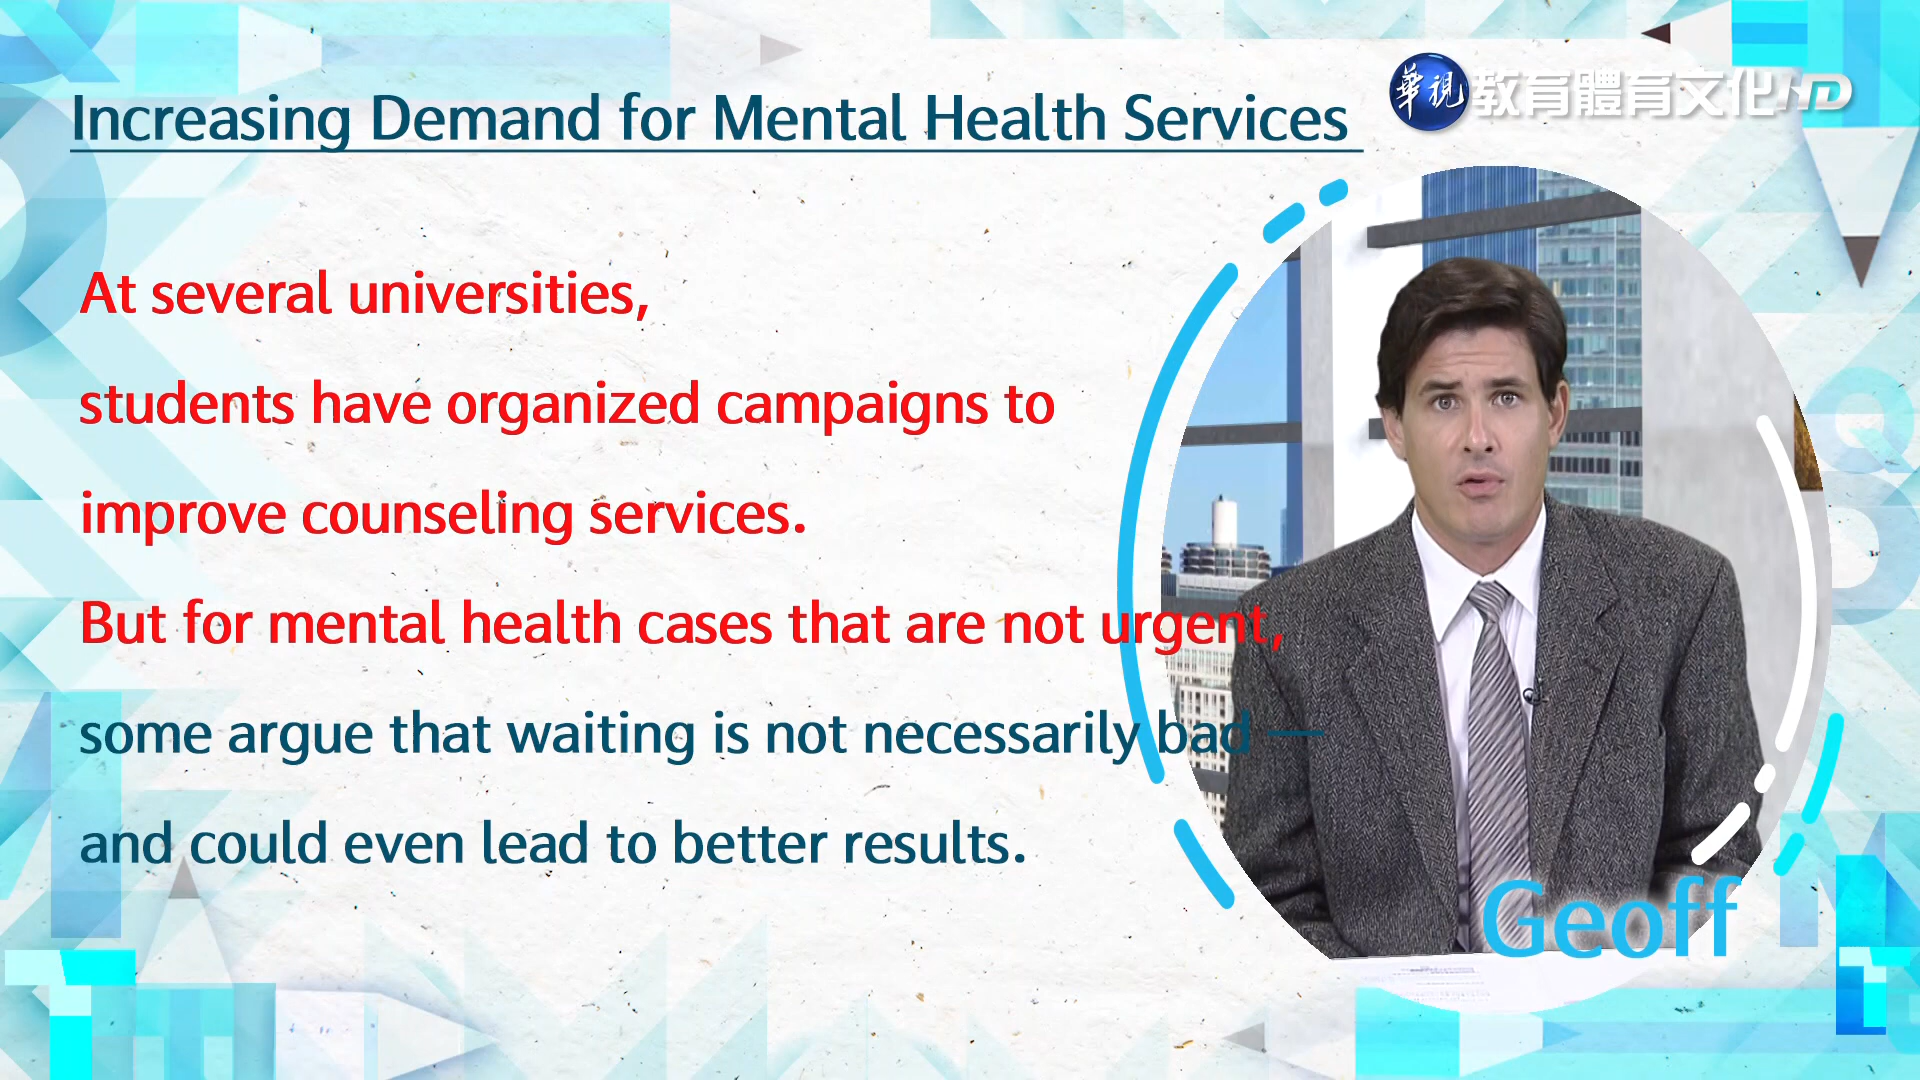 Increasing Demand for Mental Health Services
華視 教育體育文化HD
At several universities,
students have organized campaigns to
improve counseling services.
But for mental health cases that are not urgent,
some argue that waiting is not necessarily bad —
and could even lead to better results.
Geoff